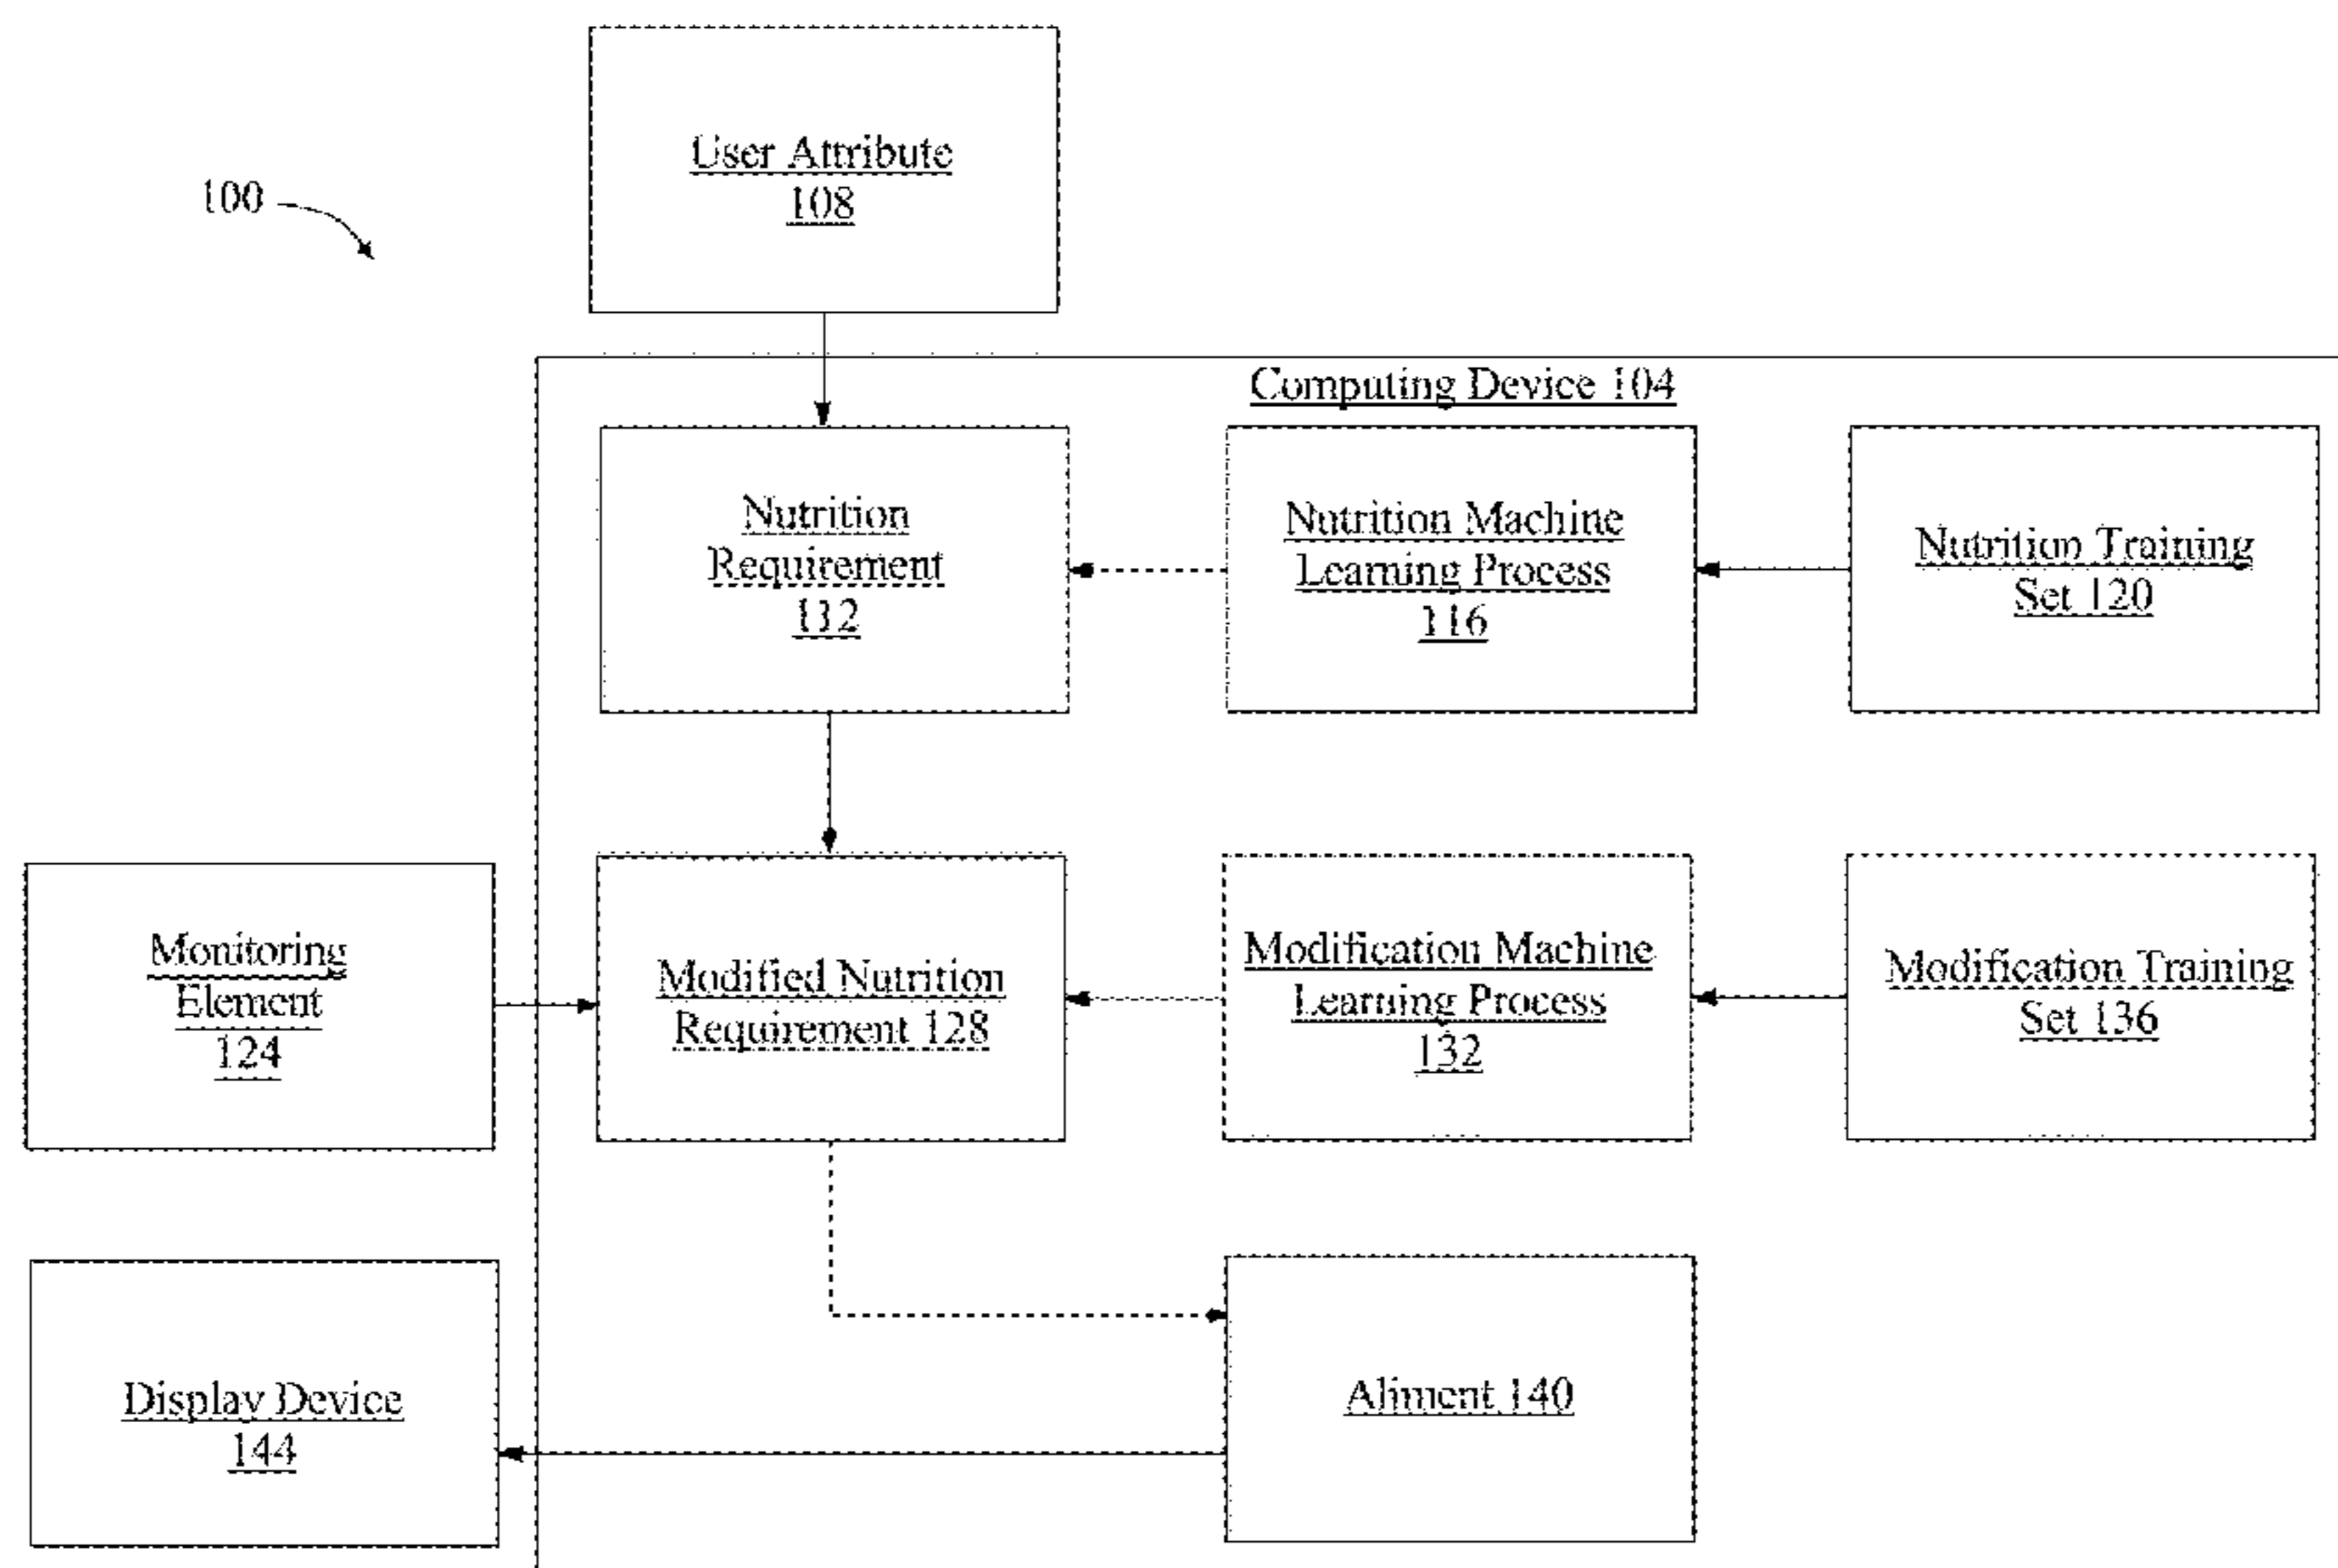 User Attribute
108
100
Computing Device 104
Nutrition
Requirement
112
Nutrition Machine
Learning Process
116
Nutrition Training
Set 120
Monitoring
Element
124
Modified Nutrition
Requirement 128
Modification Machine
Learning Process
132
Modification Training
Set 136
Display Device
144
Aliment 140